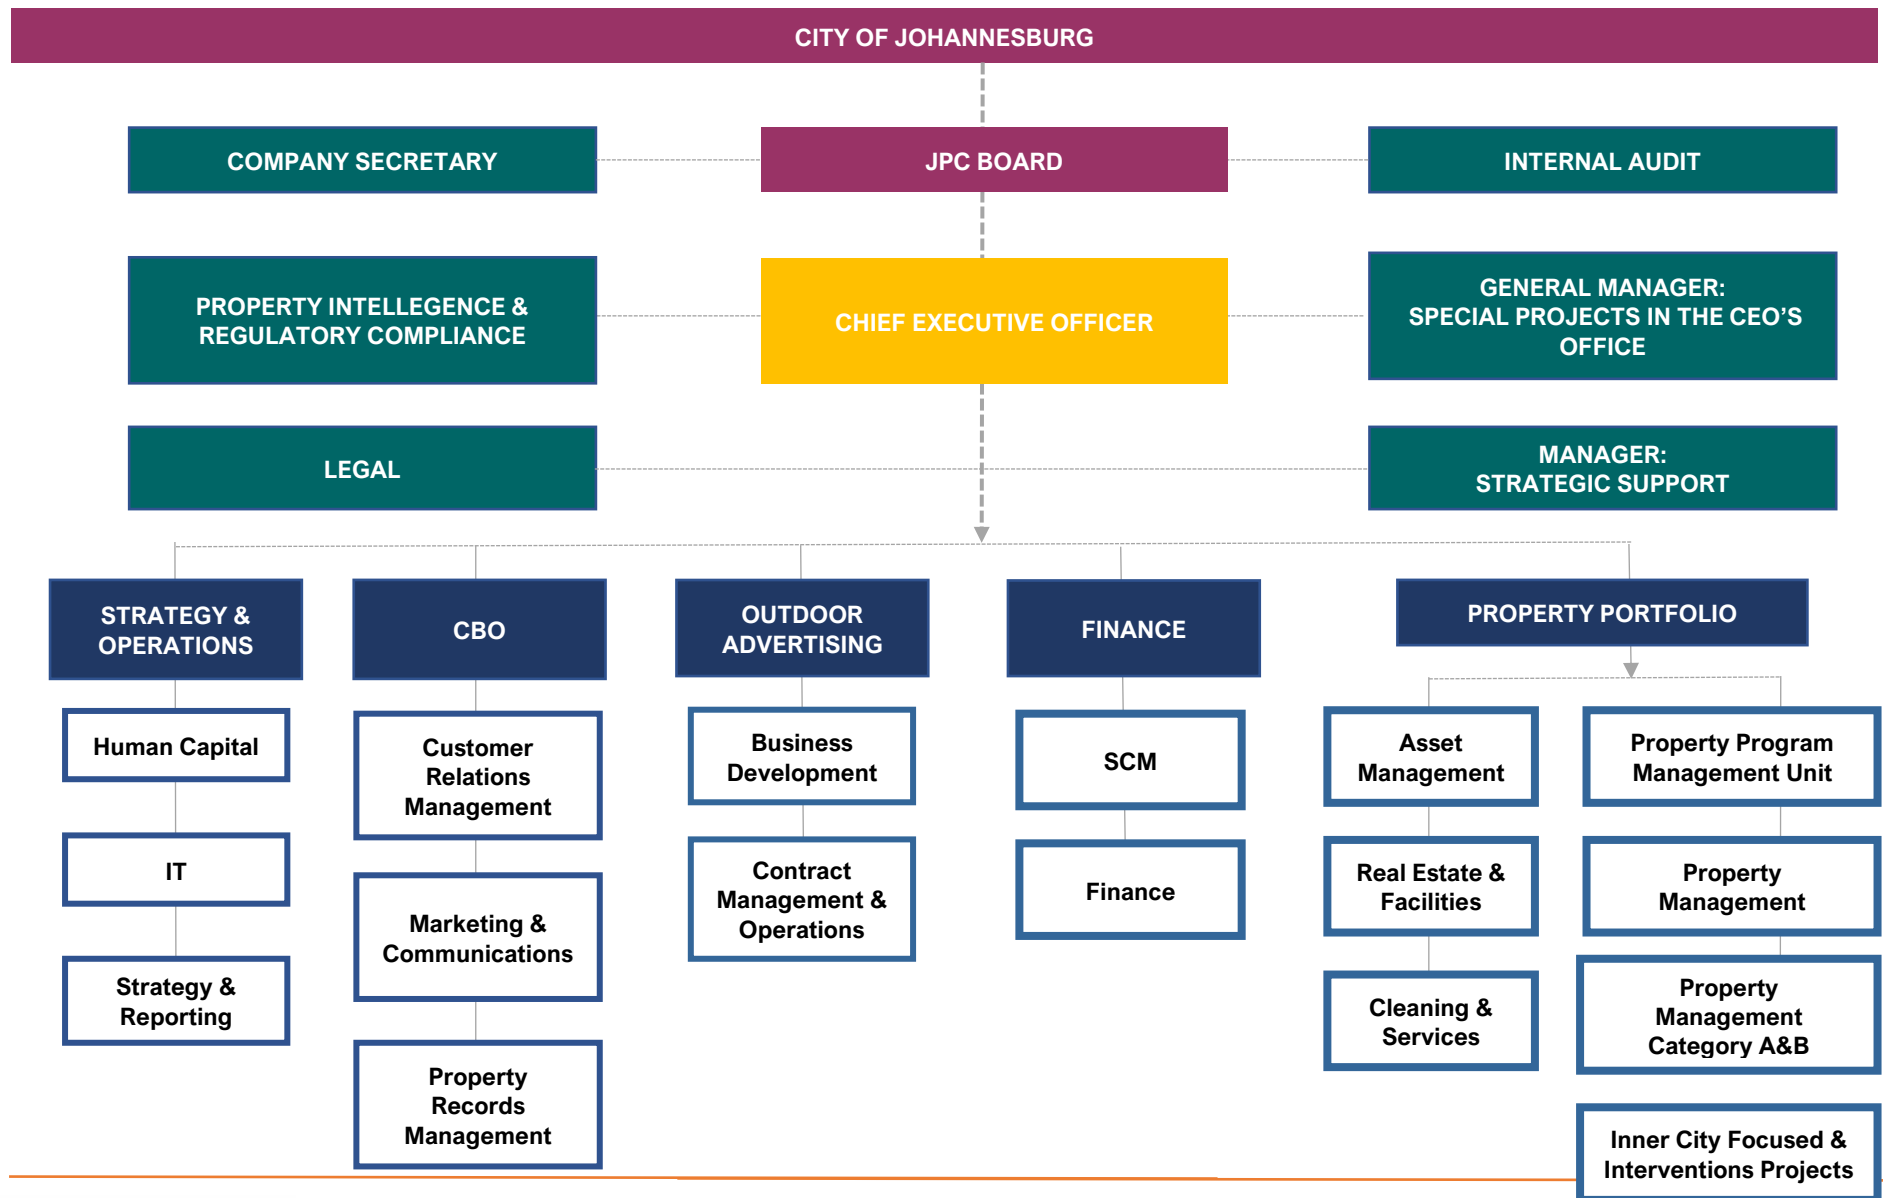 CITY OF JOHANNESBURG
COMPANY SECRETARY
JPC BOARD
INTERNAL AUDIT
PROPERTY INTELLEGENCE &
REGULATORY COMPLIANCE
CHIEF EXECUTIVE OFFICER
GENERAL MANAGER:
SPECIAL PROJECTS IN THE CEO’S
OFFICE
LEGAL
MANAGER:
STRATEGIC SUPPORT
STRATEGY &
OPERATIONS
CBO
OUTDOOR
ADVERTISING
FINANCE
PROPERTY PORTFOLIO
Human Capital
IT
Strategy &
Reporting
Customer
Relations
Management
Marketing &
Communications
Property
Records
Management
Business
Development
Contract
Management &
Operations
SCM
Finance
Asset
Management
Real Estate &
Facilities
Cleaning &
Services
Property Program
Management Unit
Property
Management
Property
Management
Category A&B
Inner City Focused &
Interventions Projects